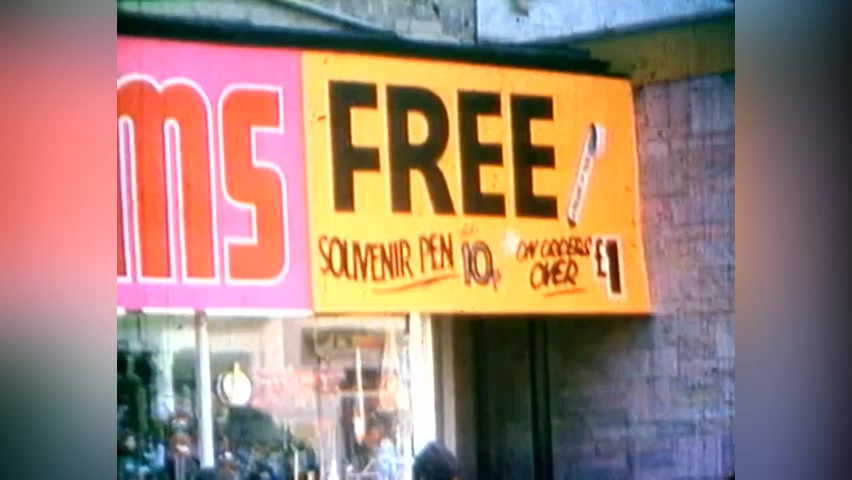 ms
FREE
SOUVENIR PEN
10p
ON ORDERS
OVER
£1